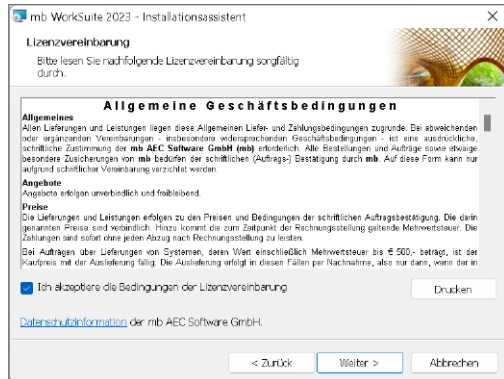 mb WorkSuite 2023 - Installationsassistent
Lizenzvereinbarung
Bitte lesen Sie nachfolgende Lizenzvereinbarung sorgfältig
durch.
Allgemeine Geschäftsbedingungen
Allgemeines
Allen Lieferungen und Leistungen liegen diese Allgemeinen Liefer- und Zahlungsbedingungen zugrunde. Bei abweichenden
oder ergänzenden Vereinbarungen - insbesondere widersprechenden Geschäftsbedingungen - ist eine ausdrückliche,
schriftliche Zustimmung der mb AEC Software GmbH (mb) erforderlich. Alle Bestellungen und Aufträge sowie etwaige
besondere Zusicherungen von mb bedürfen der schriftlichen (Auftrags-) Bestätigung durch mb. Auf diese Form kann nur
aufgrund schriftlicher Vereinbarung verzichtet werden.
Angebote
Angebote erfolgen unverbindlich und freibleibend.
Preise
Die Lieferungen und Leistungen erfolgen zu den Preisen und Bedingungen der schriftlichen Auftragsbestätigung. Die darin
genannten Preise sind verbindlich. Hinzu kommt die zum Zeitpunkt der Rechnungsstellung geltende Mehrwertsteuer. Die
Zahlungen sind sofort ohne jeden Abzug nach Rechnungsstellung zu leisten.
Bei Aufträgen über Lieferungen von Systemen, deren Wert einschließlich Mehrwertsteuer bis € 500,- beträgt, ist der
Kaufpreis mit der Auslieferung fällig. Die Auslieferung erfolgt in diesen Fällen per Nachnahme, also nur dann, wenn der in
Ich akzeptiere die Bedingungen der Lizenzvereinbarung
Drucken
Datenschutzinformation der mb AEC Software GmbH.
< Zurück
Weiter >
Abbrechen